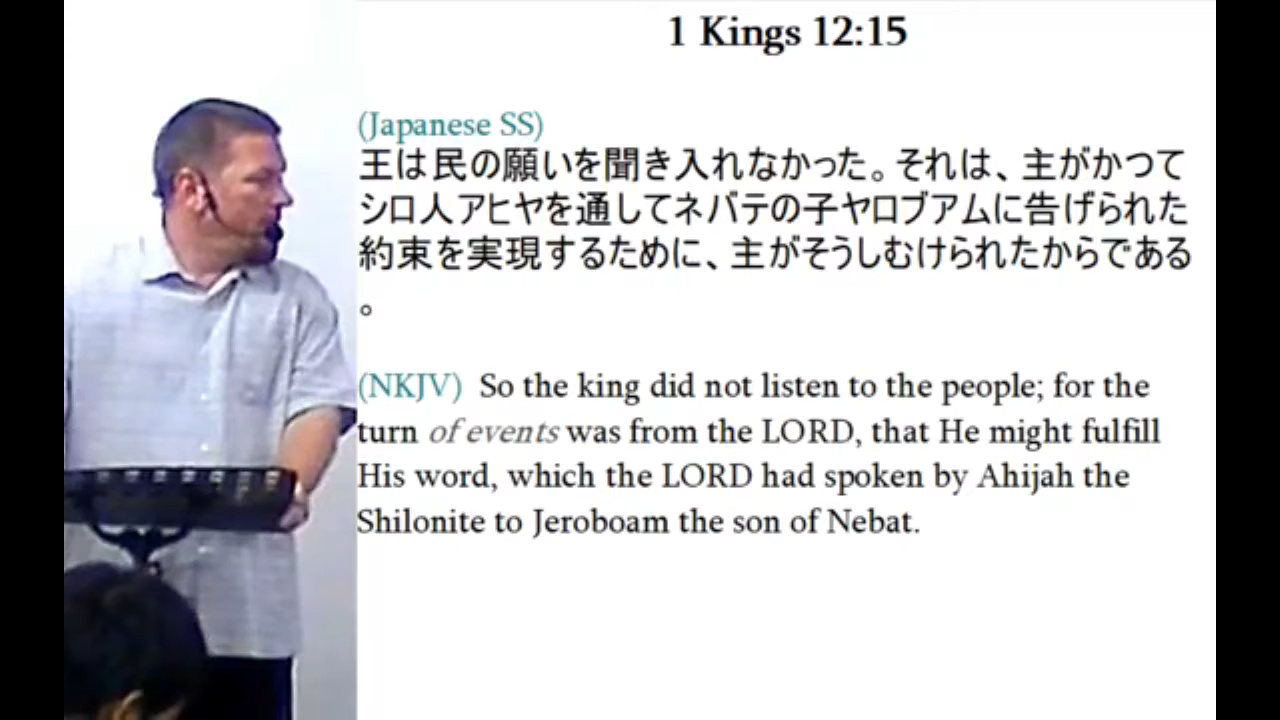 1 Kings 12:15
(Japanese SS)
王は民の願いを聞き入れなかった。それは、主がかつて
シロ人アヒヤを通してネバテの子ヤロブアムに告げられた
約束を実現するために、主がそうしむけられたからである
。
(NKJV) So the king did not listen to the people; for the
turn of events was from the LORD, that He might fulfill
His word, which the LORD had spoken by Ahijah the
Shilonite to Jeroboam the son of Nebat.